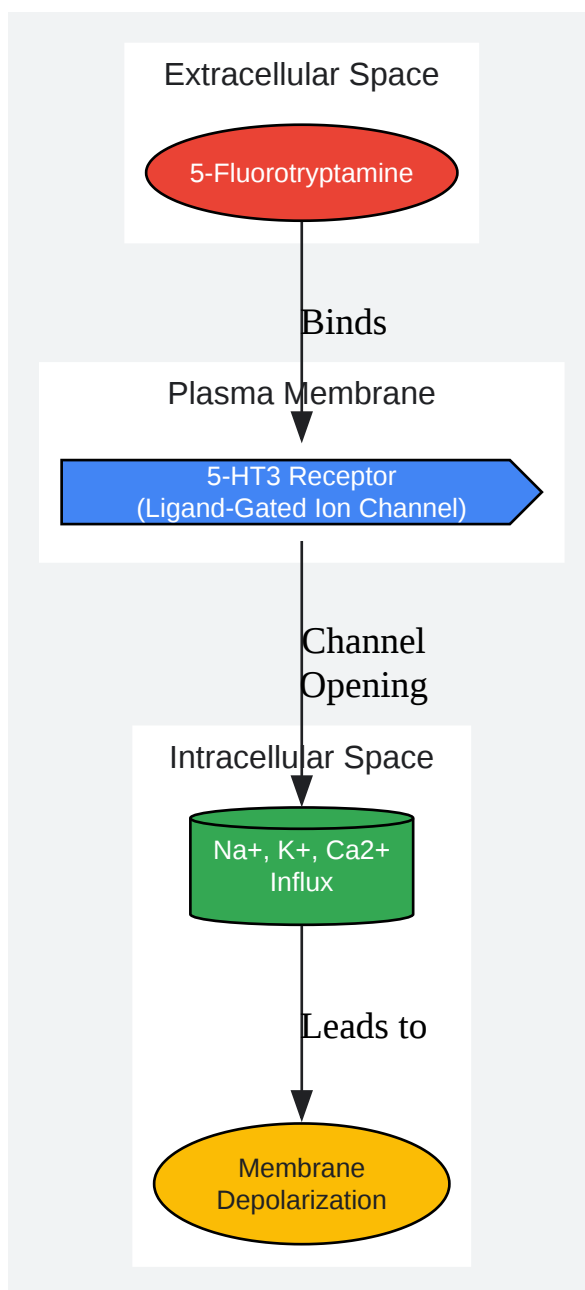 Extracellular Space
5-Fluorotryptamine
Binds
Plasma Membrane
5-HT3 Receptor
(Ligand-Gated Ion Channel)
Channel
Opening
Intracellular Space
Na+, K+, Ca2+
Influx
Leads to
Membrane
Depolarization